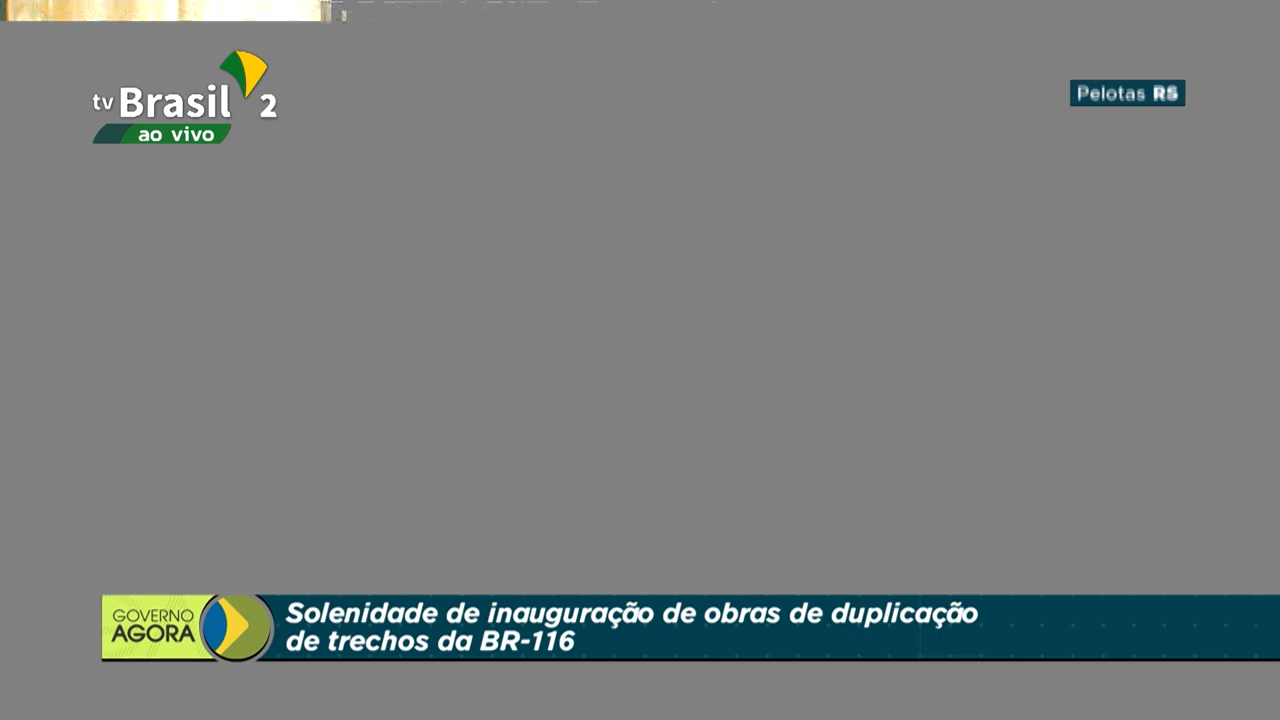 tv Brasil 2
ao vivo
Pelotas RS
GOVERNO
AGORA
Solenidade de inauguração de obras de duplicação
de trechos da BR-116